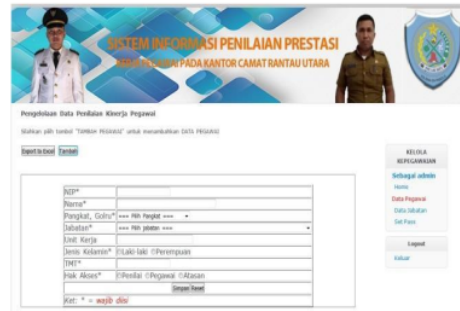 SISTEM INFORMASI PENILAIAN PRESTASI
KERJA PEGAWAI PADA KANTOR CAMAT RANTAU UTARA
Pengelolaan Data Penilaian Kinerja Pegawai
Silahkan pilih tombol "TAMBAH PEGAWAI" untuk menambahkan DATA PEGAWAI
Export to Excel Tambah
KELOLA
KEPEGAWAIAN
Sebagai admin
Home
Data Pegawai
Data Jabatan
Set Pass
Logout
Keluar
NIP*
Nama*
Pangkat, Golru* === Pilih Pangkat ===
Jabatan* === Pilih jabatan ===
Unit Kerja
Jenis Kelamin* Laki-laki Perempuan
TMT*
Hak Akses* Penilai Pegawai Atasan
Simpan Reset
Ket: * = wajib diisi